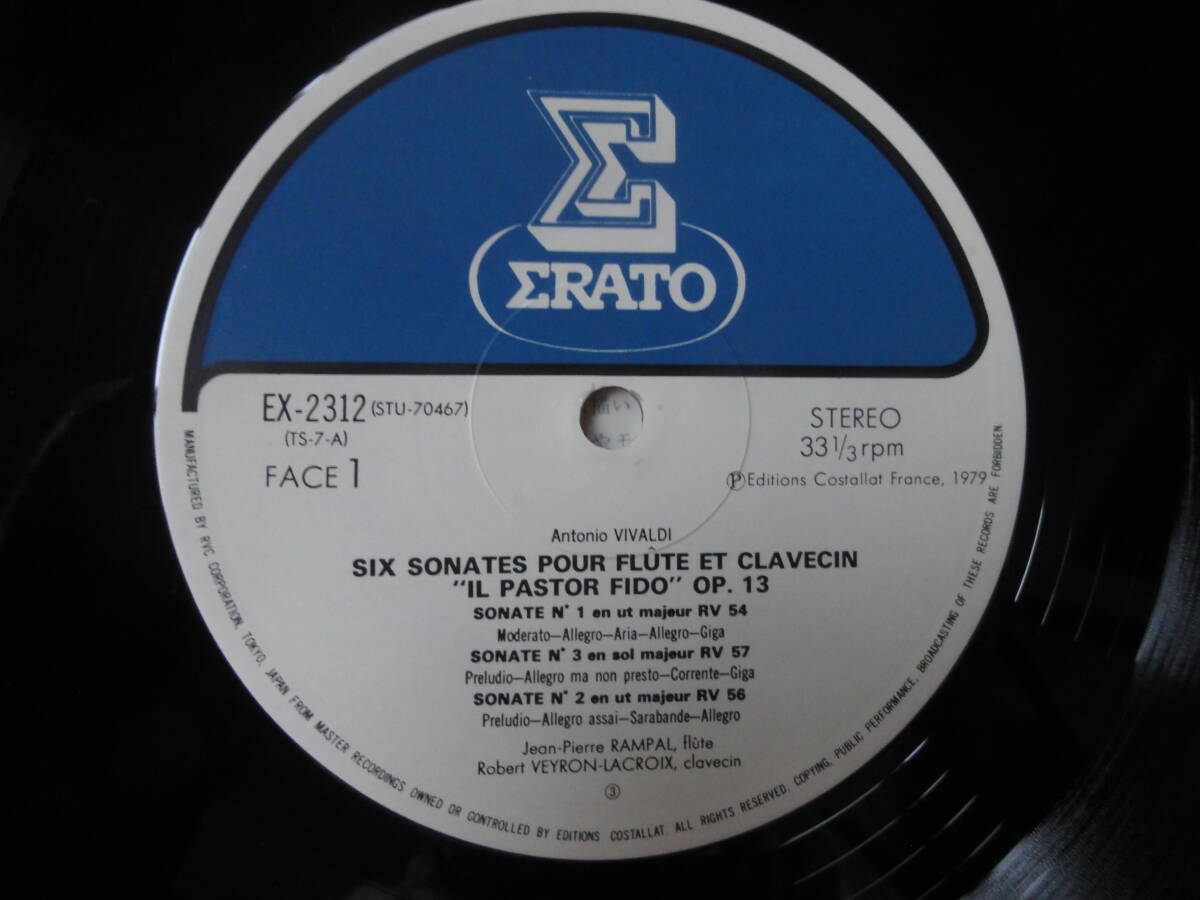 Σ
ΣRATO
EX-2312 (STU-70467)
(TS-7-A)
FACE 1
STEREO
33 1/3 rpm
Ⓟ Editions Costallat France, 1979
Antonio VIVALDI
SIX SONATES POUR FLÛTE ET CLAVECIN
"IL PASTOR FIDO" OP. 13
SONATE N° 1 en ut majeur RV 54
Moderato—Allegro—Aria—Allegro—Giga
SONATE N° 3 en sol majeur RV 57
Preludio—Allegro ma non presto—Corrente—Giga
SONATE N° 2 en ut majeur RV 56
Preludio—Allegro assai—Sarabande—Allegro
Jean-Pierre RAMPAL, flûte
Robert VEYRON-LACROIX, clavecin
③
MANUFACTURED BY RVC CORPORATION, TOKYO, JAPAN FROM MASTER RECORDINGS OWNED OR CONTROLLED BY EDITIONS COSTALLAT. ALL RIGHTS RESERVED. COPYING, PUBLIC PERFORMANCE, BROADCASTING OF THESE RECORDS ARE FORBIDDEN.